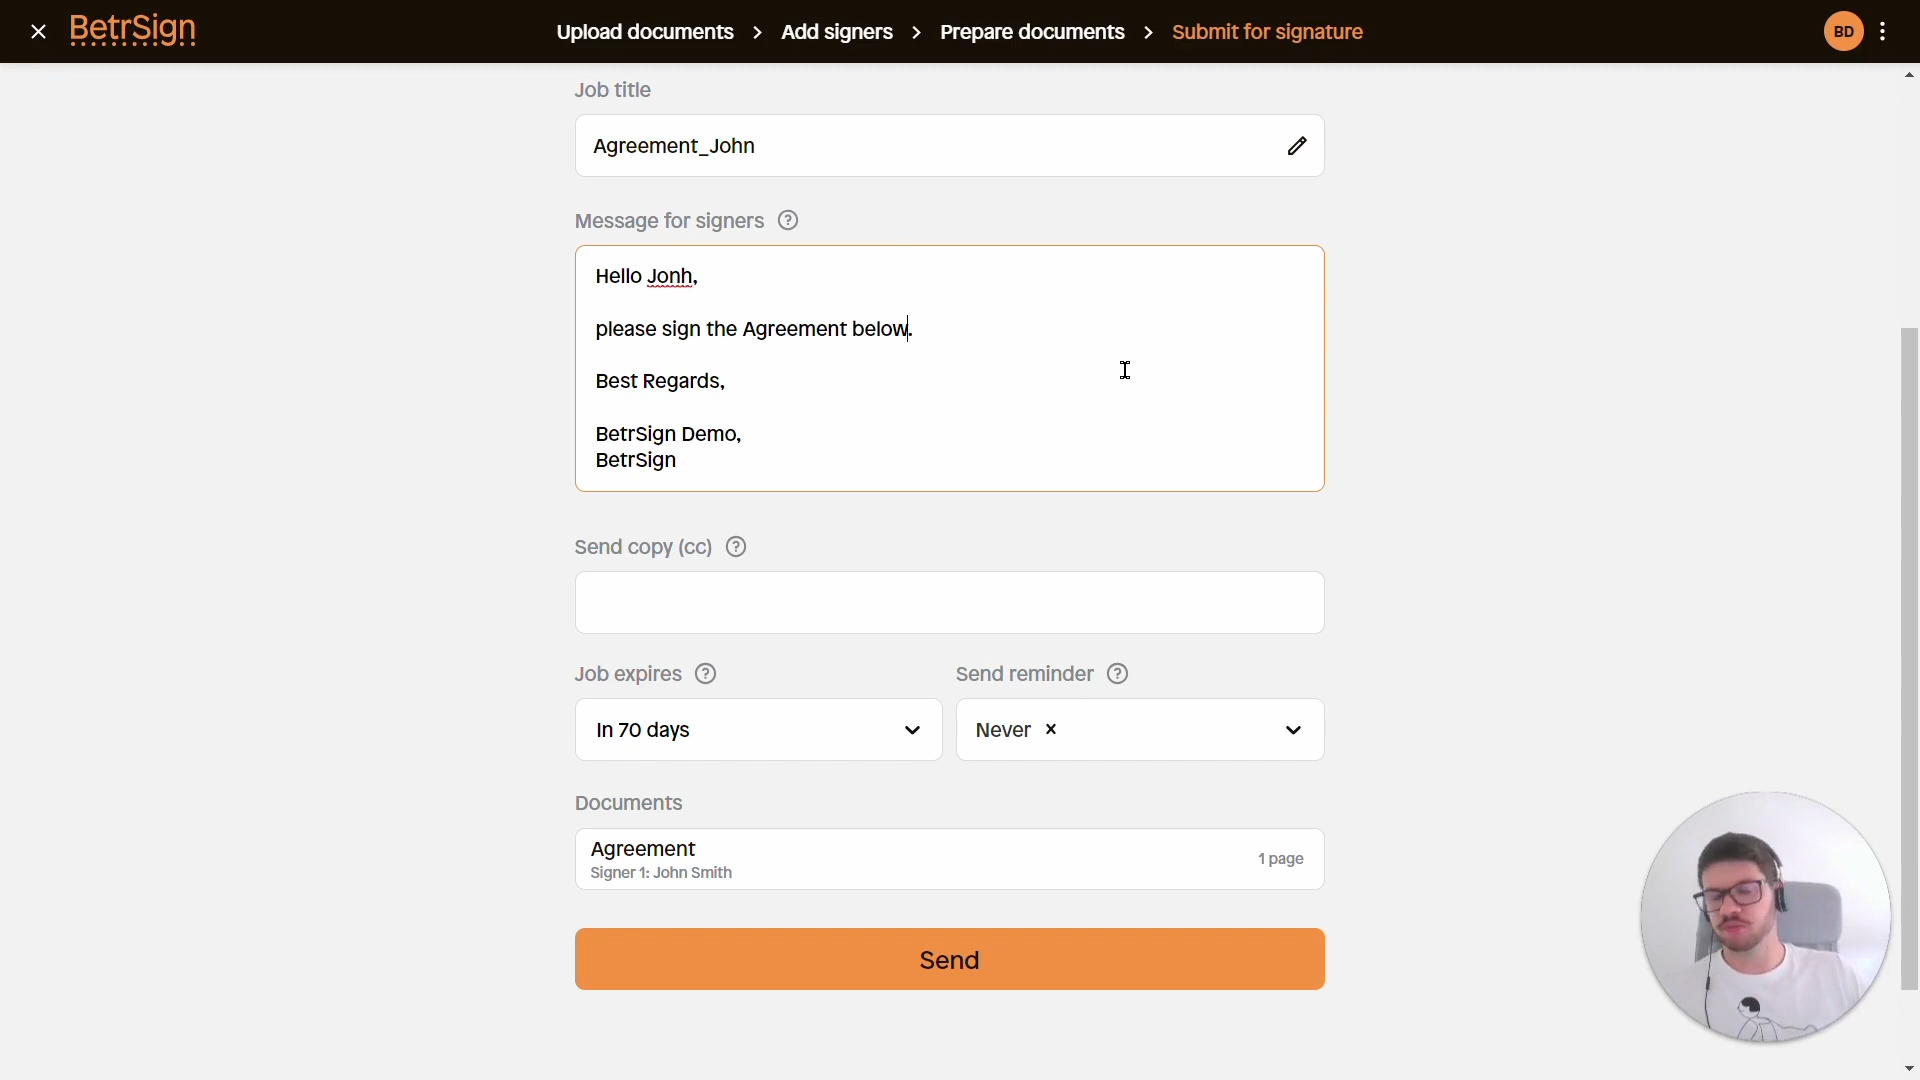 BetrSign
Upload documents > Add signers > Prepare documents > Submit for signature
BD
Job title
Agreement_John
Message for signers ?
Hello Jonh,
please sign the Agreement below.
Best Regards,
BetrSign Demo,
BetrSign
Send copy (cc) ?
Job expires ?
Send reminder ?
In 70 days
Never ×
Documents
Agreement
Signer 1: John Smith
1 page
Send